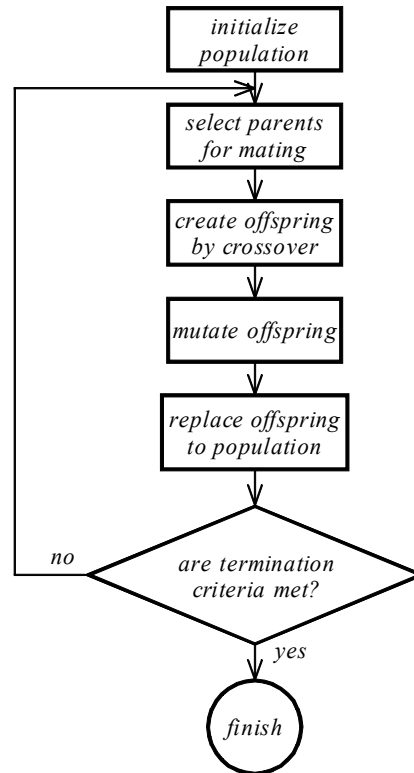 initialize
population
select parents
for mating
create offspring
by crossover
mutate offspring
replace offspring
to population
are termination
criteria met?
no
yes
finish